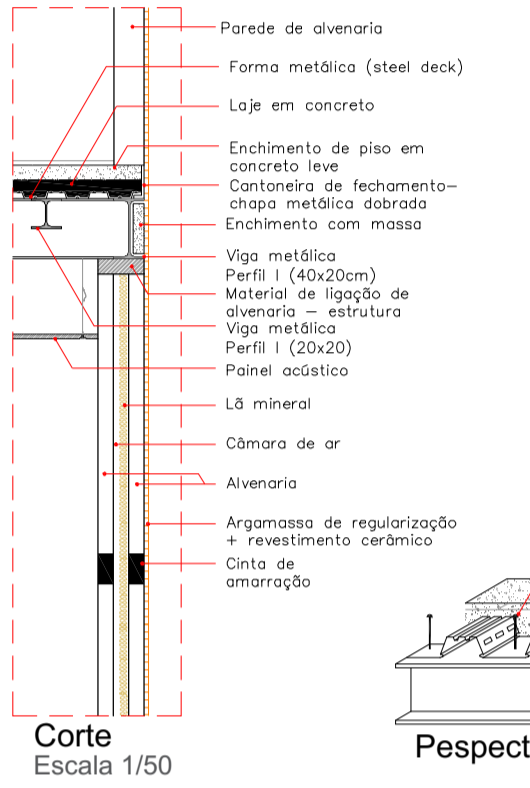 Parede de alvenaria
Forma metálica (steel deck)
Laje em concreto
Enchimento de piso em
concreto leve
Cantoneira de fechamento-
chapa metálica dobrada
Enchimento com massa
Viga metálica
Perfil I (40x20cm)
Material de ligação de
alvenaria - estrutura
Viga metálica
Perfil I (20x20)
Painel acústico
Lã mineral
Câmara de ar
Alvenaria
Argamassa de regularização
+ revestimento cerâmico
Cinta de
amarração
Corte
Escala 1/50
Pespect